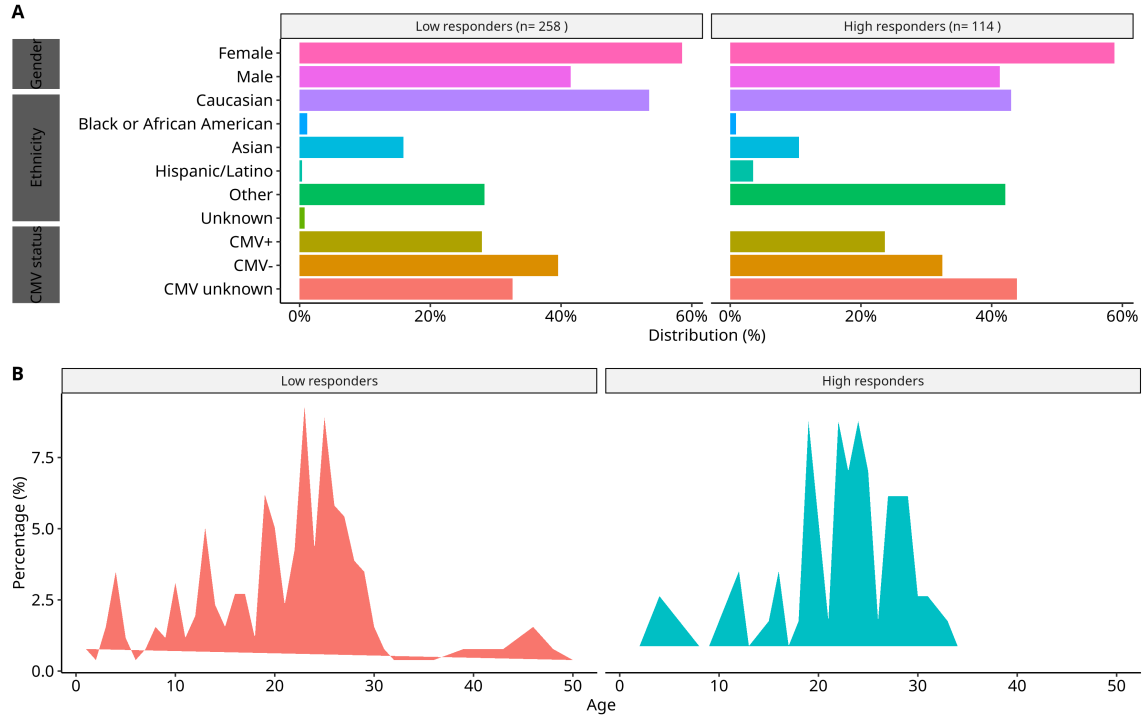 A
Low responders (n= 258 )
High responders (n= 114 )
Gender
Female
Male
Ethnicity
Caucasian
Black or African American
Asian
Hispanic/Latino
Other
Unknown
CMV status
CMV+
CMV-
CMV unknown
0% 20% 40% 60% 0% 20% 40% 60%
Distribution (%)
B
Low responders
High responders
Percentage (%)
7.5
5.0
2.5
0.0
0 10 20 30 40 50 0 10 20 30 40 50
Age